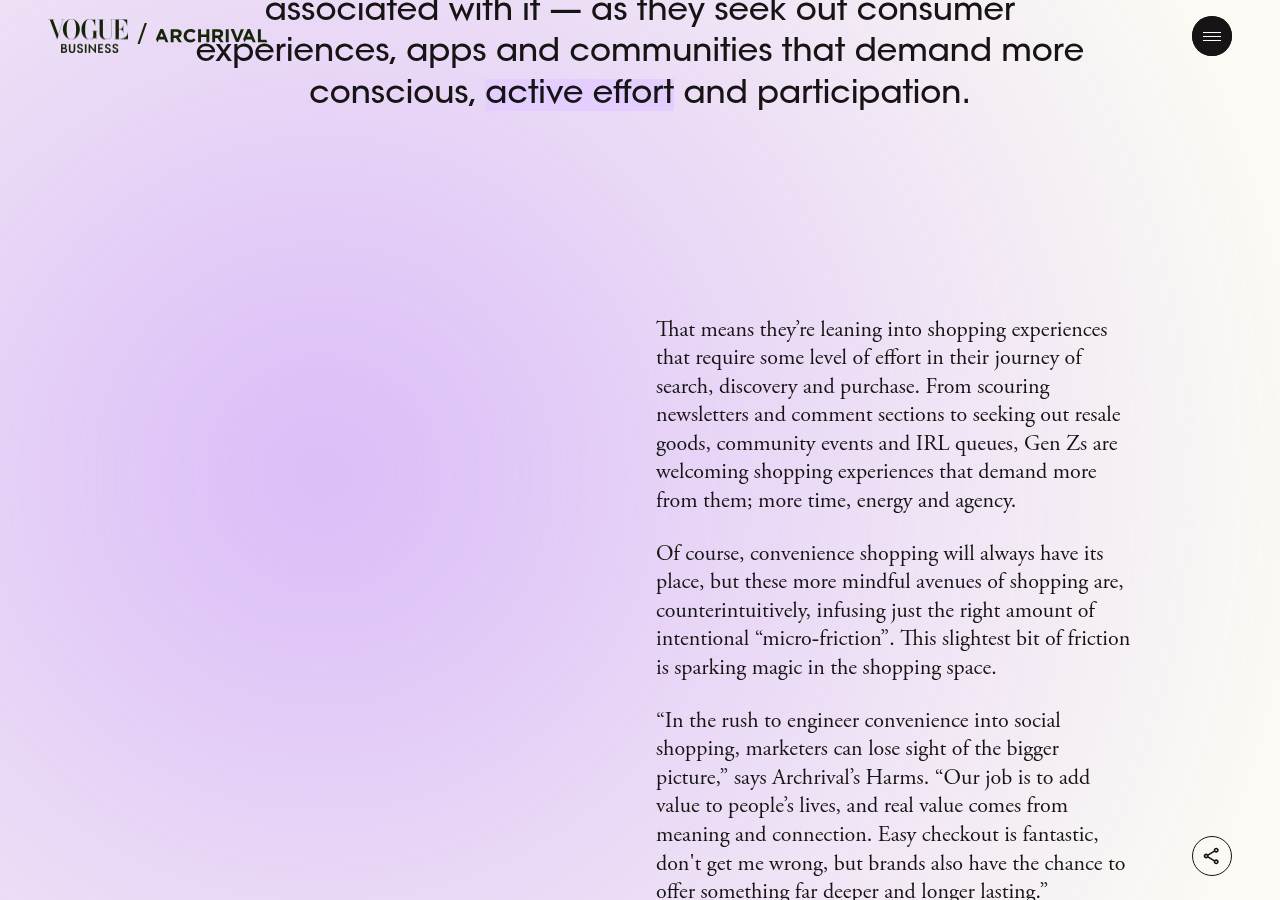 associated with it — as they seek out consumer
VOGUE BUSINESS / ARCHRIVAL
experiences, apps and communities that demand more
conscious, active effort and participation.
That means they’re leaning into shopping experiences
that require some level of effort in their journey of
search, discovery and purchase. From scouring
newsletters and comment sections to seeking out resale
goods, community events and IRL queues, Gen Zs are
welcoming shopping experiences that demand more
from them; more time, energy and agency.
Of course, convenience shopping will always have its
place, but these more mindful avenues of shopping are,
counterintuitively, infusing just the right amount of
intentional “micro-friction”. This slightest bit of friction
is sparking magic in the shopping space.
“In the rush to engineer convenience into social
shopping, marketers can lose sight of the bigger
picture,” says Archrival’s Harms. “Our job is to add
value to people’s lives, and real value comes from
meaning and connection. Easy checkout is fantastic,
don't get me wrong, but brands also have the chance to
offer something far deeper and longer lasting.”